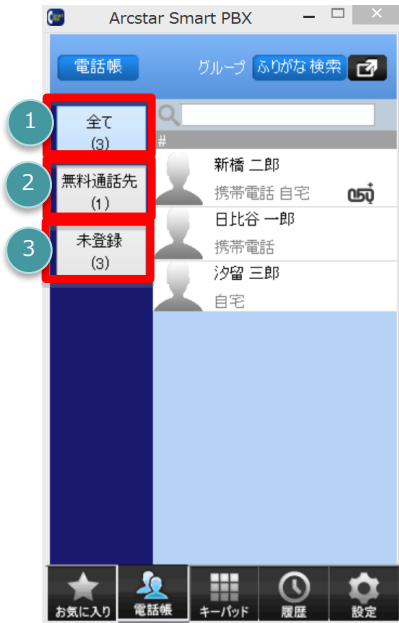 Arcstar Smart PBX
電話帳
グループ
ふりがな検索
1
全て
(3)
2
無料通話先
(1)
3
未登録
(3)
#
新橋 二郎
携帯電話 自宅
050
日比谷 一郎
携帯電話
汐留 三郎
自宅
お気に入り
電話帳
キーパッド
履歴
設定